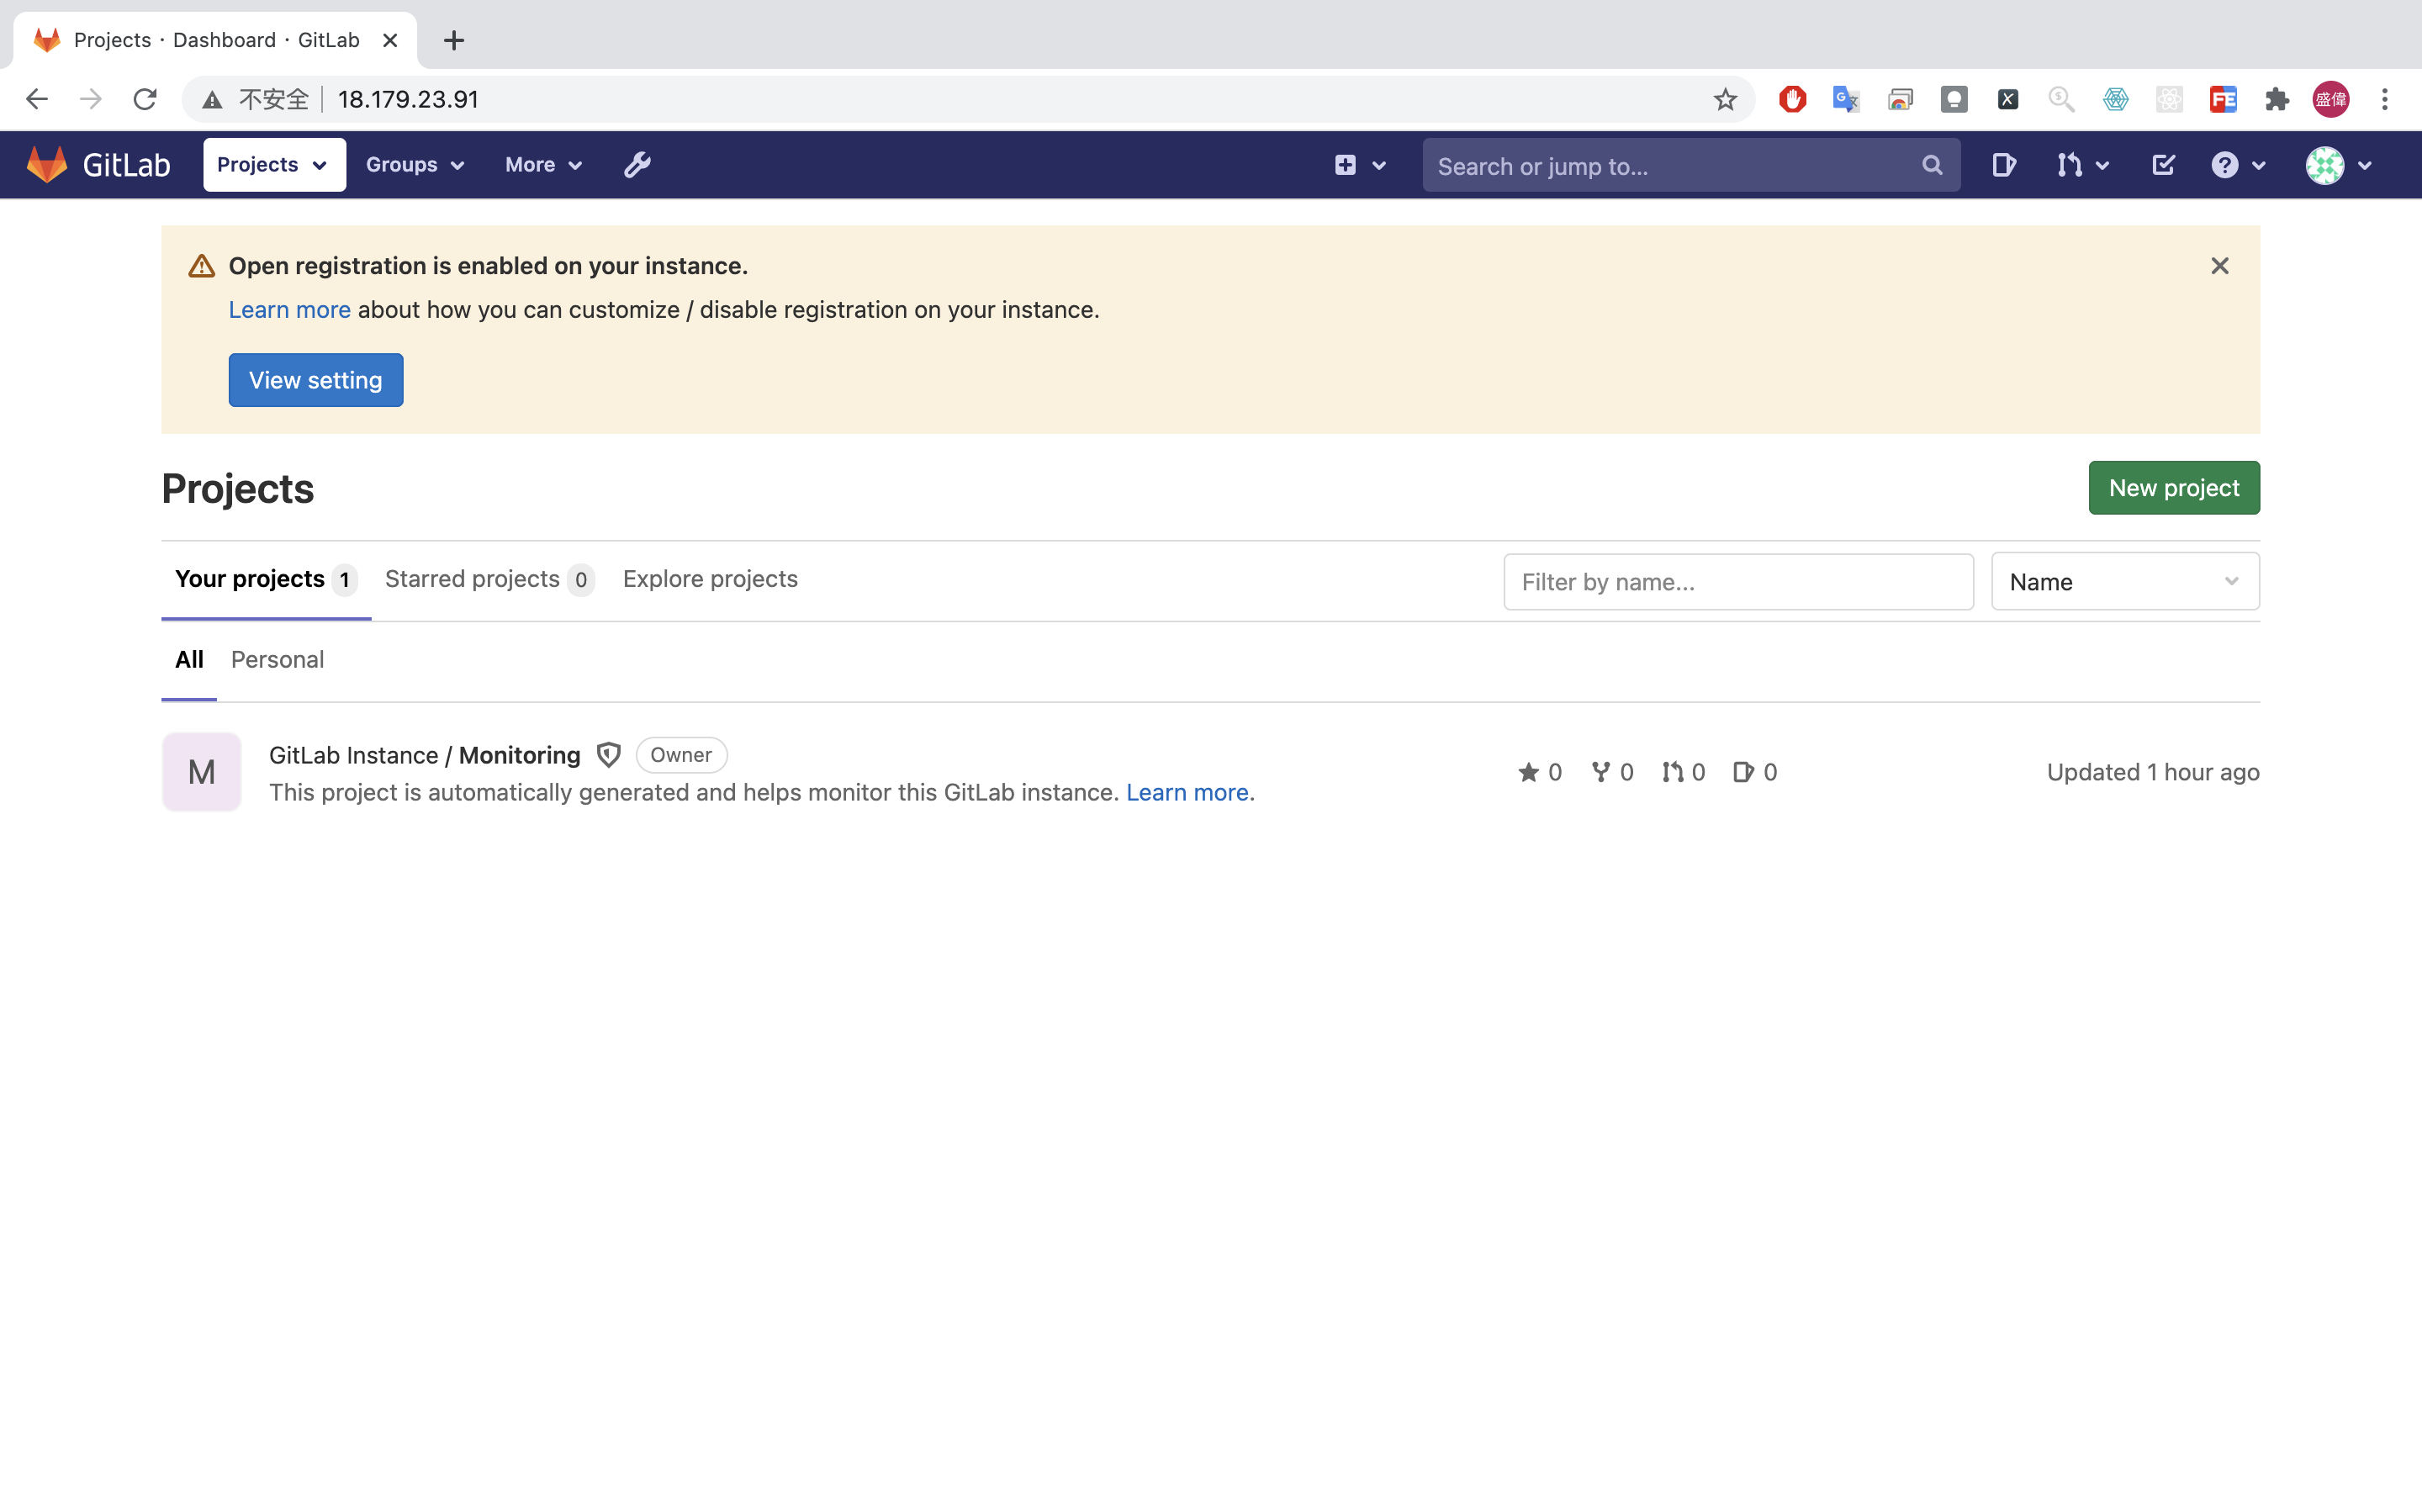 Projects · Dashboard · GitLab
不安全 18.179.23.91
盛偉
GitLab Projects Groups More Search or jump to...
Open registration is enabled on your instance.
Learn more about how you can customize / disable registration on your instance.
View setting
Projects
New project
Your projects 1 Starred projects 0 Explore projects Filter by name... Name
All Personal
M
GitLab Instance / Monitoring Owner
This project is automatically generated and helps monitor this GitLab instance. Learn more.
0 0 0 0
Updated 1 hour ago